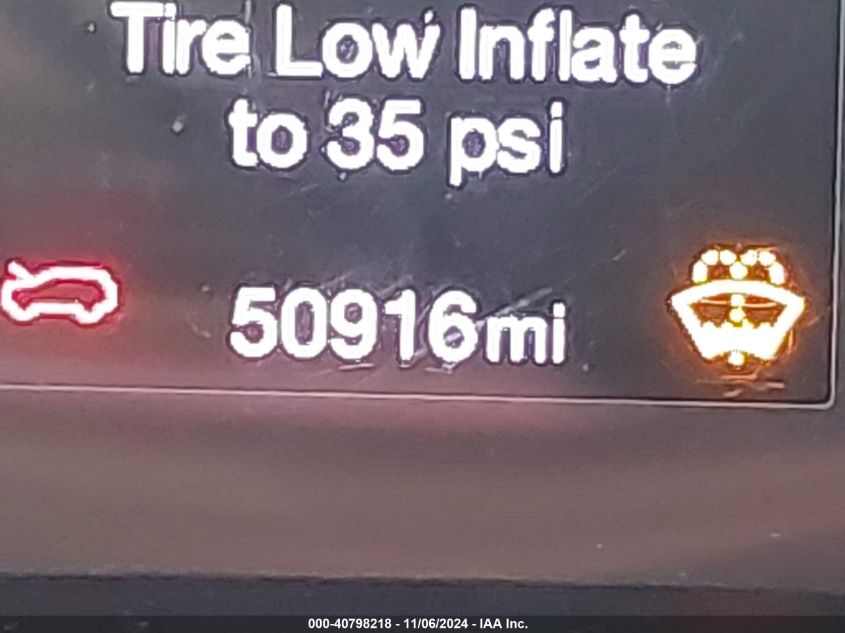 Tire Low Inflate
to 35 psi
50916mi
000-40798218 - 11/06/2024 - IAA Inc.